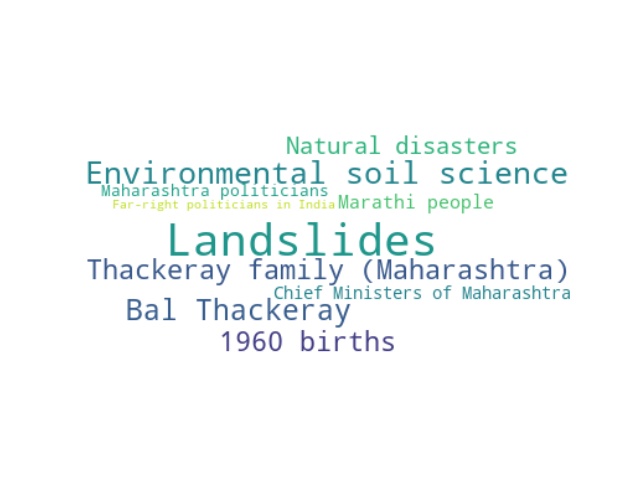 Natural disasters
Environmental soil science
Maharashtra politicians
Far-right politicians in India
Marathi people
Landslides
Thackeray family (Maharashtra)
Chief Ministers of Maharashtra
Bal Thackeray
1960 births